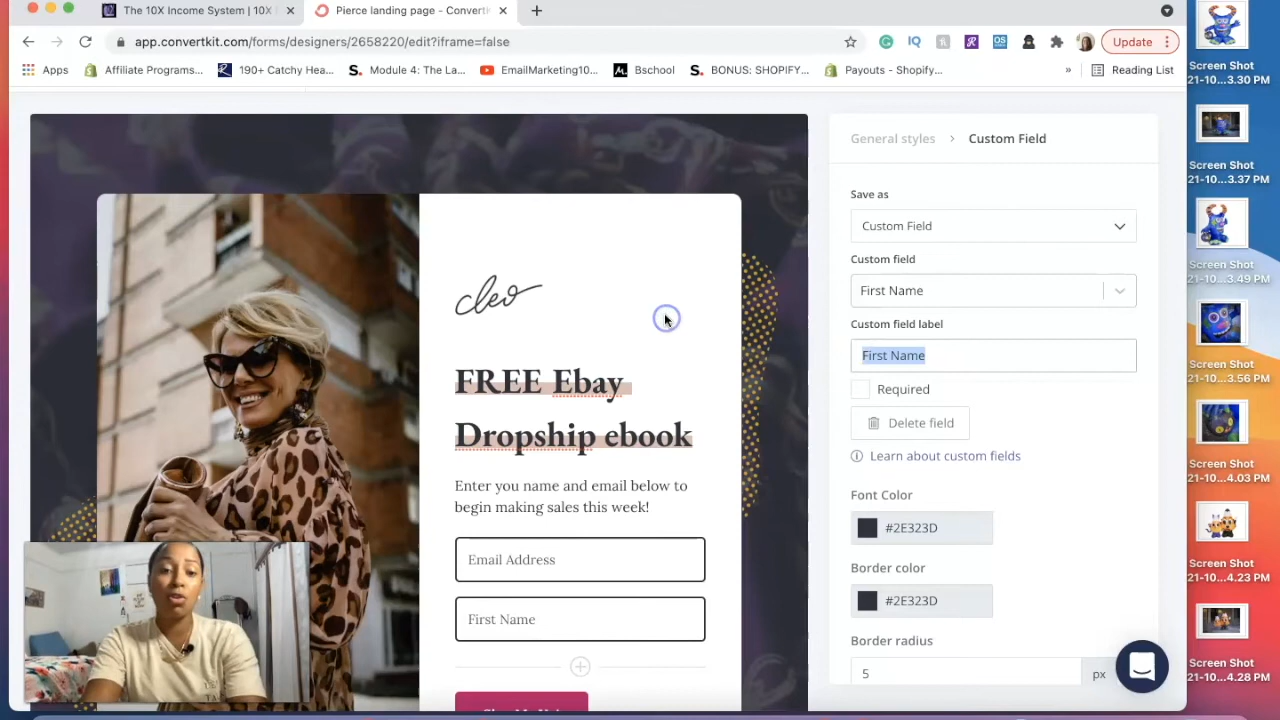 The 10X Income System | 10X F
Pierce landing page - ConvertKi
app.convertkit.com/forms/designers/2658220/edit?iframe=false
Update
Apps
Affiliate Programs...
190+ Catchy Hea...
Module 4: The La...
EmailMarketing10...
Bschool
BONUS: SHOPIFY...
Payouts - Shopify...
»
Reading List
General styles
Custom Field
Save as
Custom Field
Custom field
First Name
Custom field label
First Name
Required
Delete field
Learn about custom fields
Font Color
#2E323D
Border color
#2E323D
Border radius
5
px
cleo
FREE Ebay
Dropship ebook
Enter you name and email below to
begin making sales this week!
Email Address
First Name
Screen Shot
21-10...3.30 PM
Screen Shot
21-10...3.37 PM
Screen Shot
21-10...3.49 PM
Screen Shot
21-10...3.56 PM
Screen Shot
21-10...4.03 PM
Screen Shot
21-10...4.23 PM
Screen Shot
21-10...4.28 PM